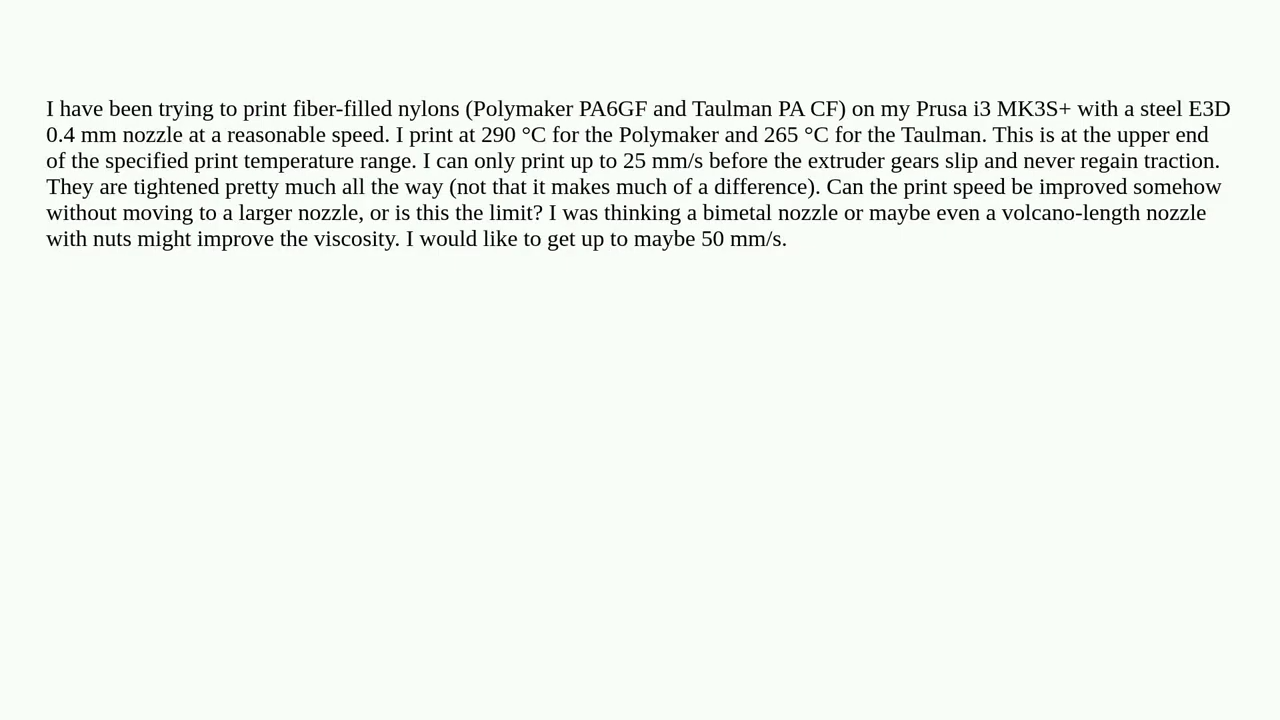 I have been trying to print fiber-filled nylons (Polymaker PA6GF and Taulman PA CF) on my Prusa i3 MK3S+ with a steel E3D
0.4 mm nozzle at a reasonable speed. I print at 290 °C for the Polymaker and 265 °C for the Taulman. This is at the upper end
of the specified print temperature range. I can only print up to 25 mm/s before the extruder gears slip and never regain traction.
They are tightened pretty much all the way (not that it makes much of a difference). Can the print speed be improved somehow
without moving to a larger nozzle, or is this the limit? I was thinking a bimetal nozzle or maybe even a volcano-length nozzle
with nuts might improve the viscosity. I would like to get up to maybe 50 mm/s.